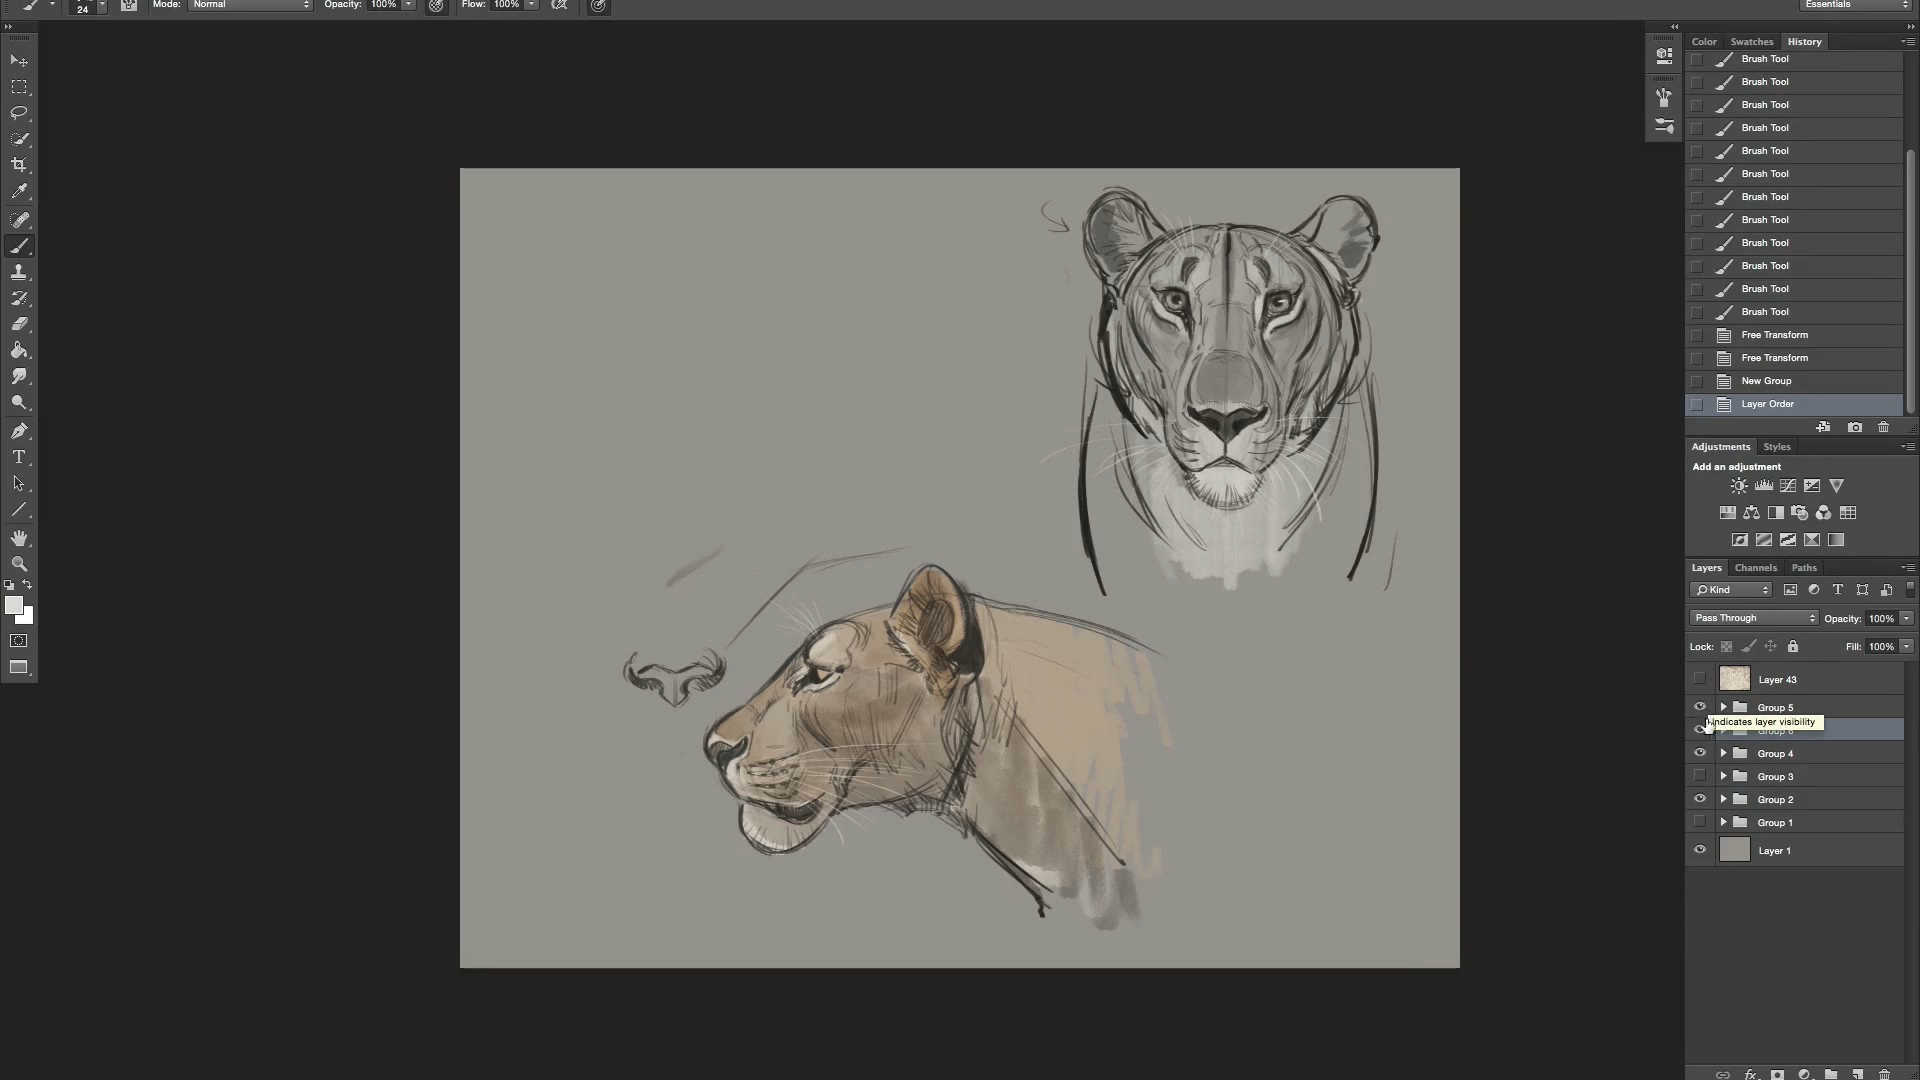 24 Mode: Normal Opacity: 100% Flow: 100% Essentials
Color Swatches History
Brush Tool
Brush Tool
Brush Tool
Brush Tool
Brush Tool
Brush Tool
Brush Tool
Brush Tool
Brush Tool
Brush Tool
Brush Tool
Brush Tool
Free Transform
Free Transform
New Group
Layer Order
Adjustments Styles
Add an adjustment
Layers Channels Paths
Kind
Pass Through Opacity: 100%
Lock: Fill: 100%
Layer 43
Group 5
Indicates layer visibility
Group 6
Group 4
Group 3
Group 2
Group 1
Layer 1